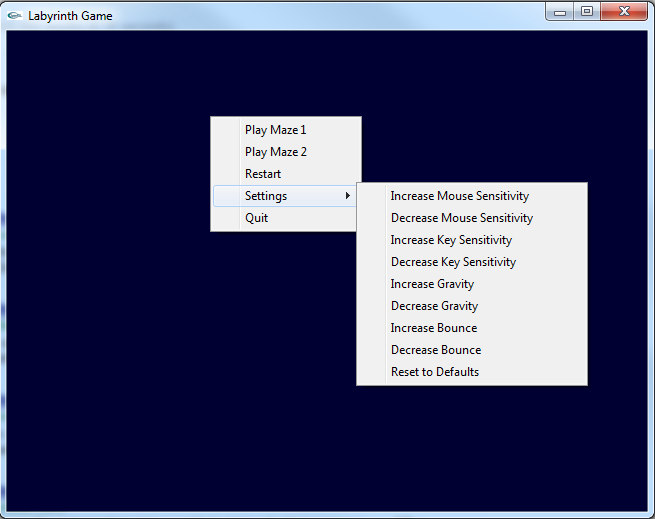 Labyrinth Game
Play Maze 1
Play Maze 2
Restart
Settings
Quit
Increase Mouse Sensitivity
Decrease Mouse Sensitivity
Increase Key Sensitivity
Decrease Key Sensitivity
Increase Gravity
Decrease Gravity
Increase Bounce
Decrease Bounce
Reset to Defaults